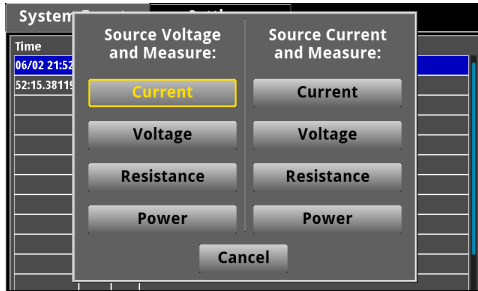 System
Time
06/02 21:52
52:15.38119
Source Voltage
and Measure:
Current
Voltage
Resistance
Power
Source Current
and Measure:
Current
Voltage
Resistance
Power
Cancel